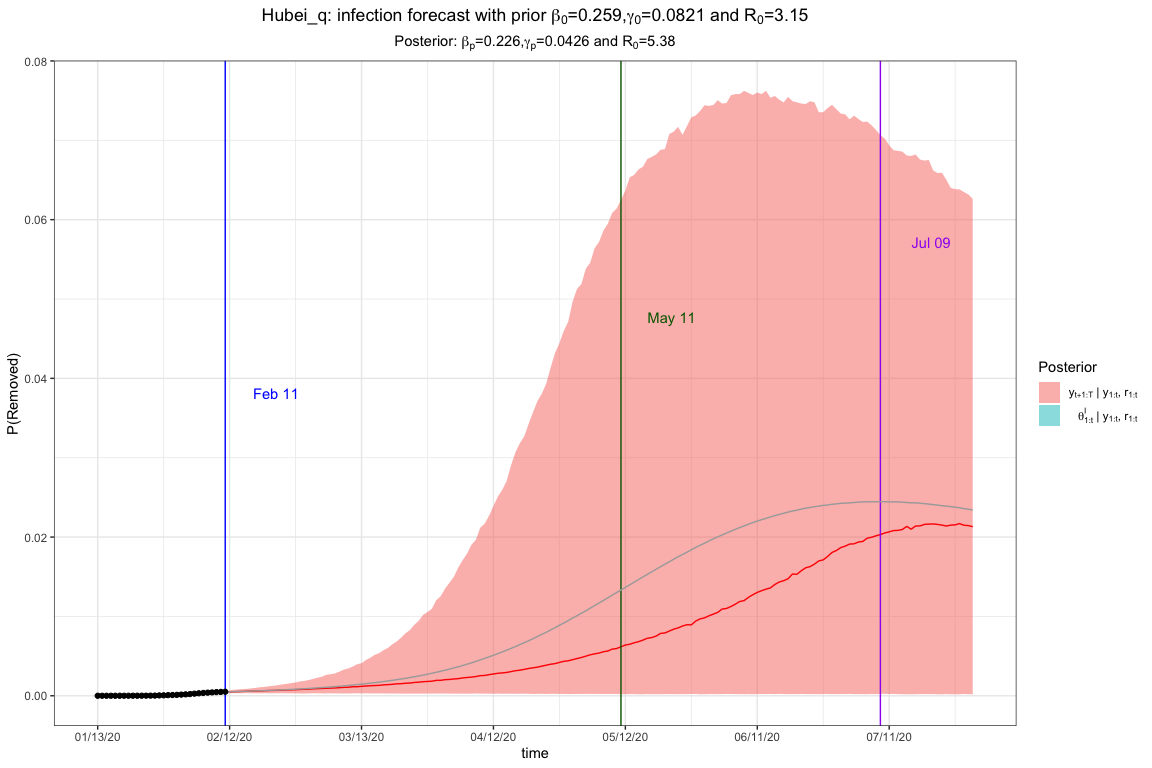 Hubei_q: infection forecast with prior β₀=0.259,γ₀=0.0821 and R₀=3.15
Posterior: βₚ=0.226,γₚ=0.0426 and R₀=5.38
P(Removed)
0.08
0.06
0.04
0.02
0.00
Feb 11
May 11
Jul 09
01/13/20 02/12/20 03/13/20 04/12/20 05/12/20 06/11/20 07/11/20
time
Posterior
yₜ₊₁:T | y₁:ₜ, r₁:ₜ
θᴵ₁:ₜ | y₁:ₜ, r₁:ₜ